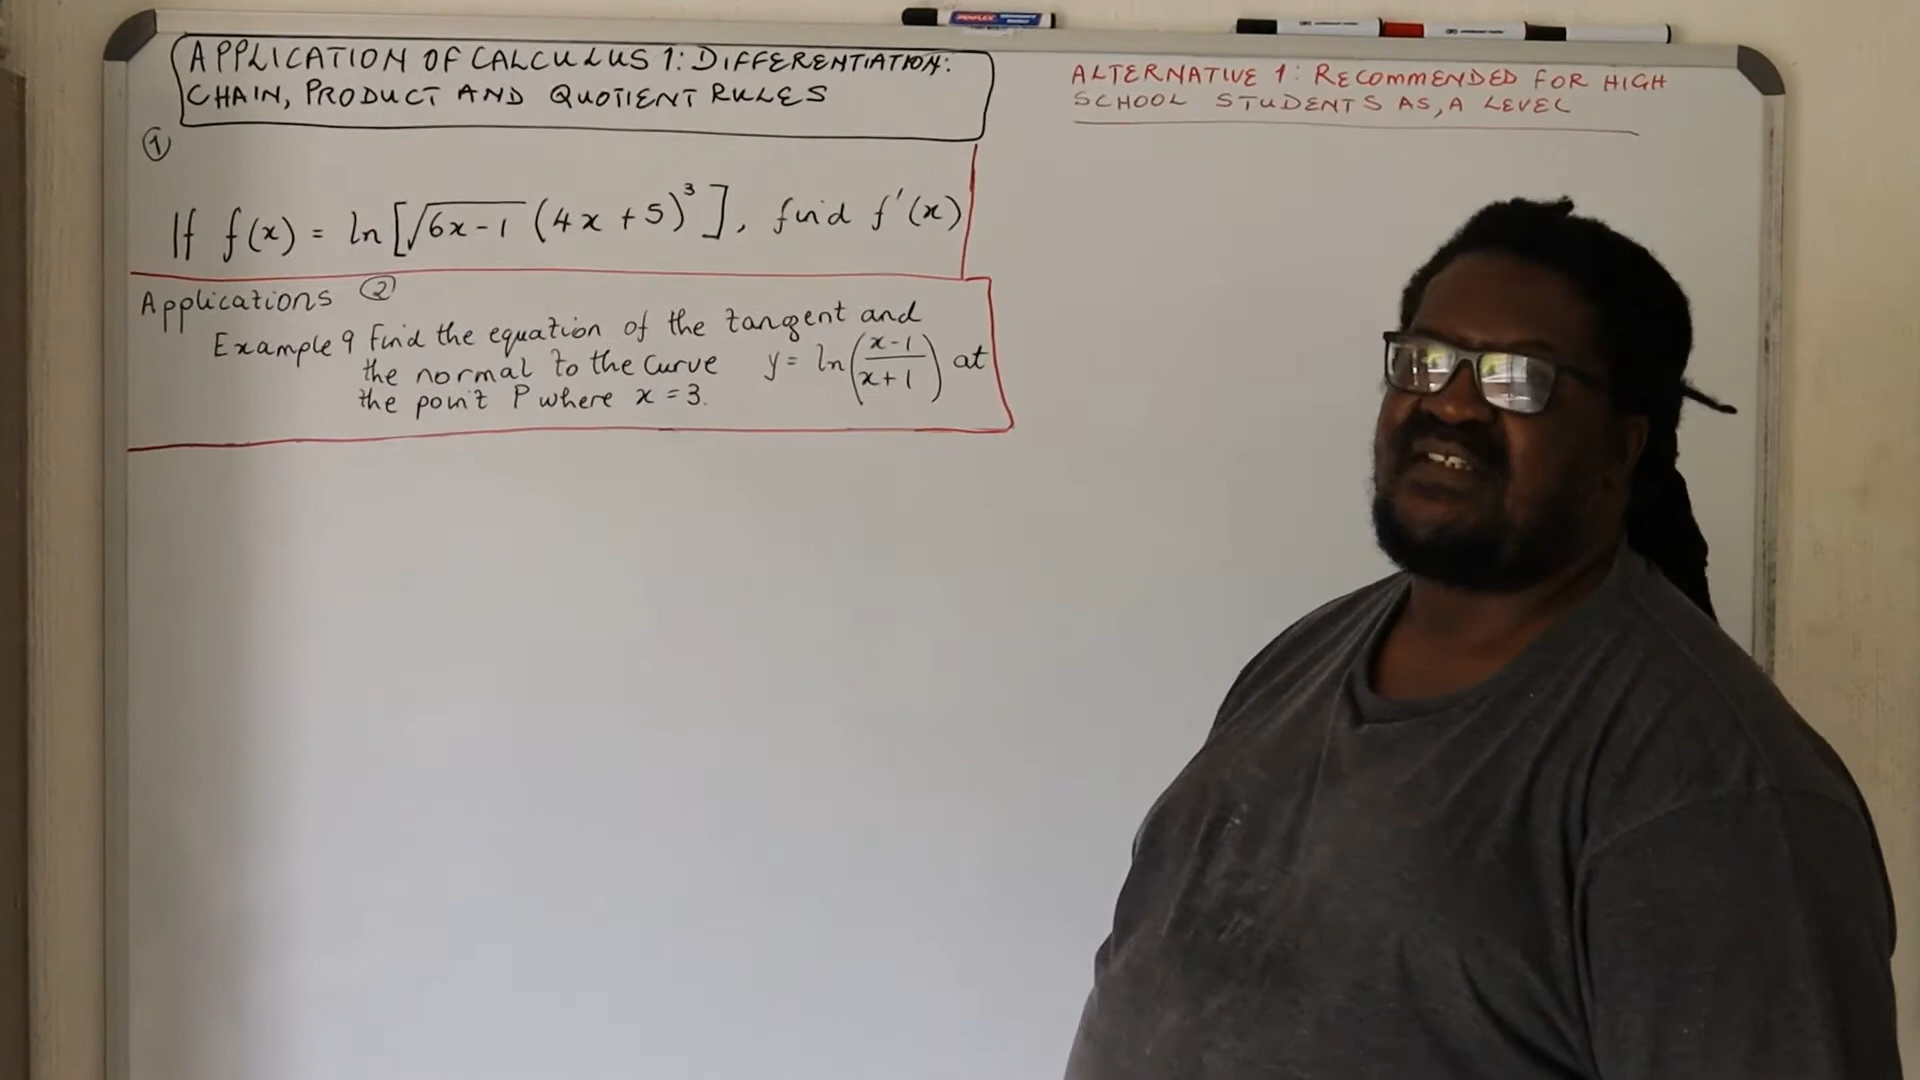 APPLICATION OF CALCULUS 1: DIFFERENTIATION:
CHAIN, PRODUCT AND QUOTIENT RULES
ALTERNATIVE 1: RECOMMENDED FOR HIGH
SCHOOL STUDENTS AS, A LEVEL
①
If f(x) = ln[√(6x-1) (4x+5)³], find f'(x)
Applications ②
Example 9 Find the equation of the tangent and
the normal to the curve y = ln((x-1)/(x+1)) at
the point P where x = 3.